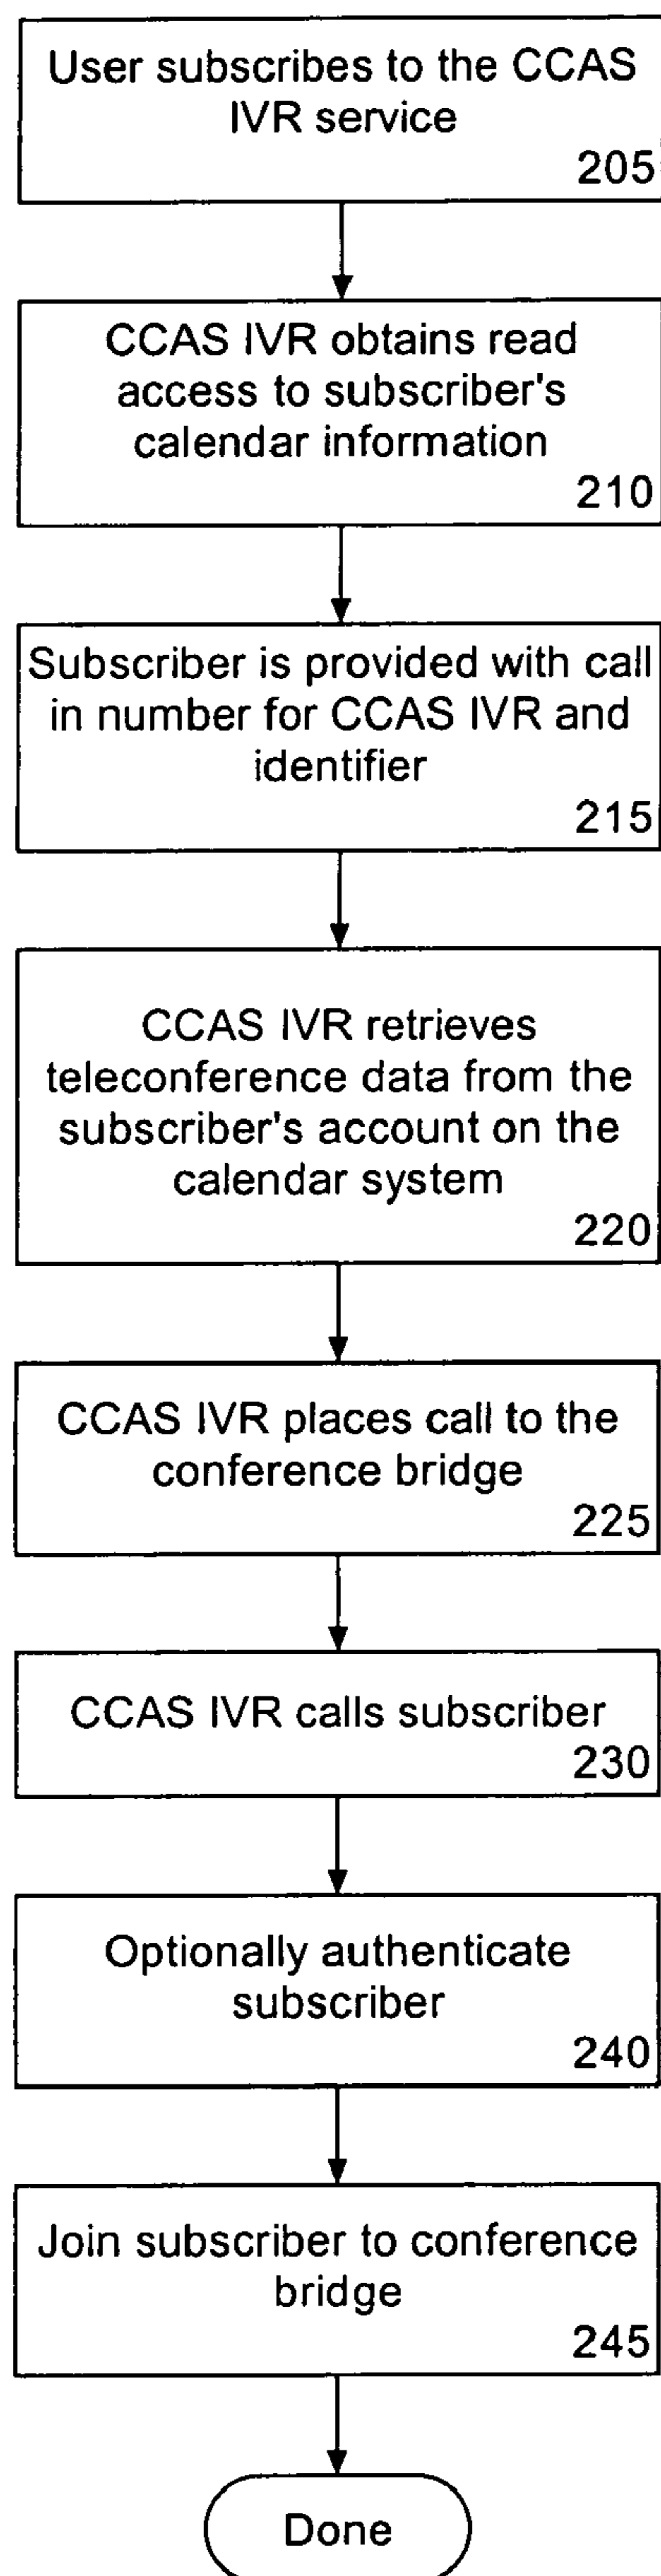 User subscribes to the CCAS
IVR service
205
CCAS IVR obtains read
access to subscriber's
calendar information
210
Subscriber is provided with call
in number for CCAS IVR and
identifier
215
CCAS IVR retrieves
teleconference data from the
subscriber's account on the
calendar system
220
CCAS IVR places call to the
conference bridge
225
CCAS IVR calls subscriber
230
Optionally authenticate
subscriber
240
Join subscriber to conference
bridge
245
Done